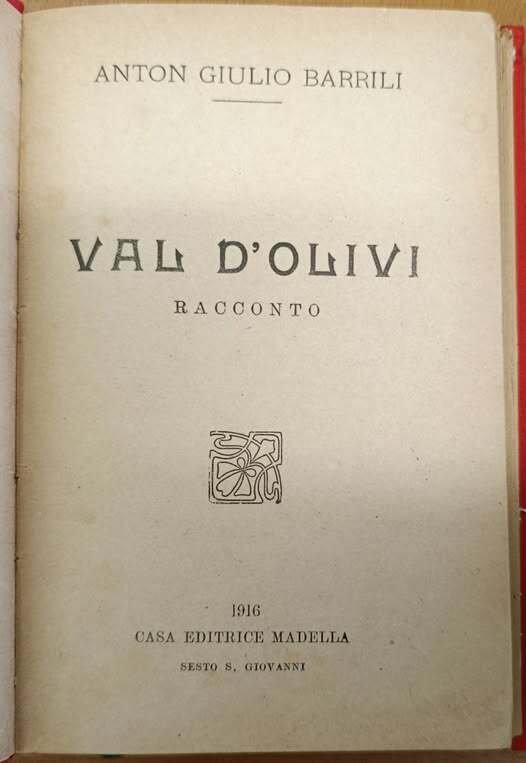 ANTON GIULIO BARRILI
VAL D'OLIVI
RACCONTO
1916
CASA EDITRICE MADELLA
SESTO S. GIOVANNI